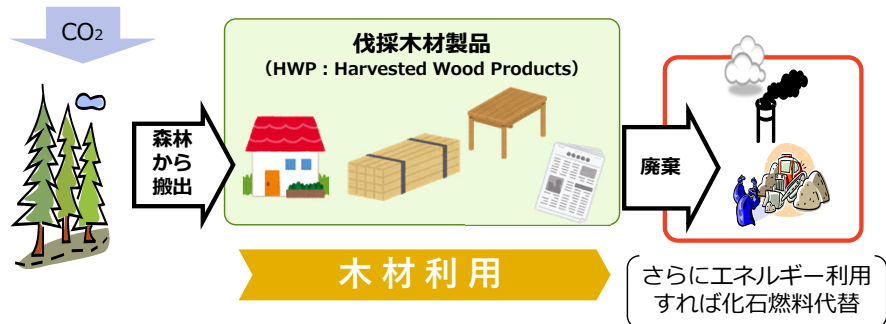 CO₂
伐採木材製品
（HWP：Harvested Wood Products）
森林
から
搬出
廃棄
木材利用
さらにエネルギー利用
すれば化石燃料代替